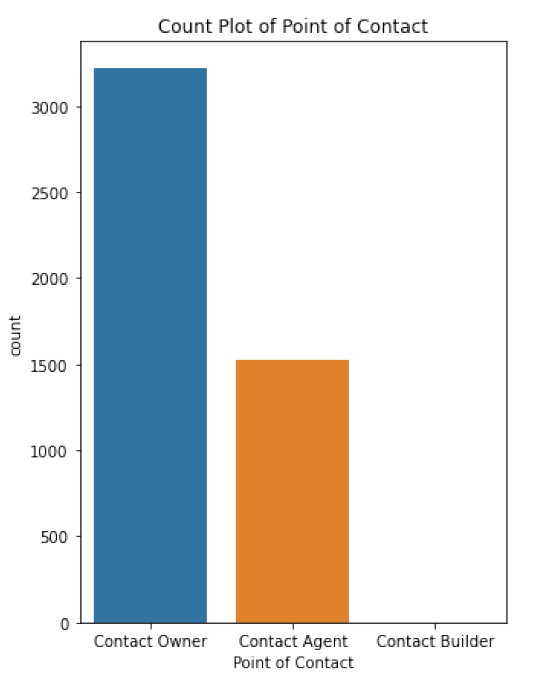 Count Plot of Point of Contact
3000
2500
2000
1500
1000
500
0
count
Contact Owner Contact Agent Contact Builder
Point of Contact